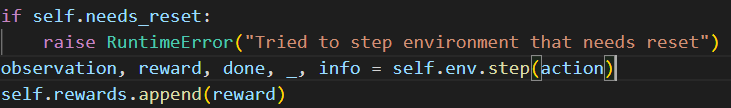 if self.needs_reset:
    raise RuntimeError("Tried to step environment that needs reset")
observation, reward, done, _, info = self.env.step(action)
self.rewards.append(reward)